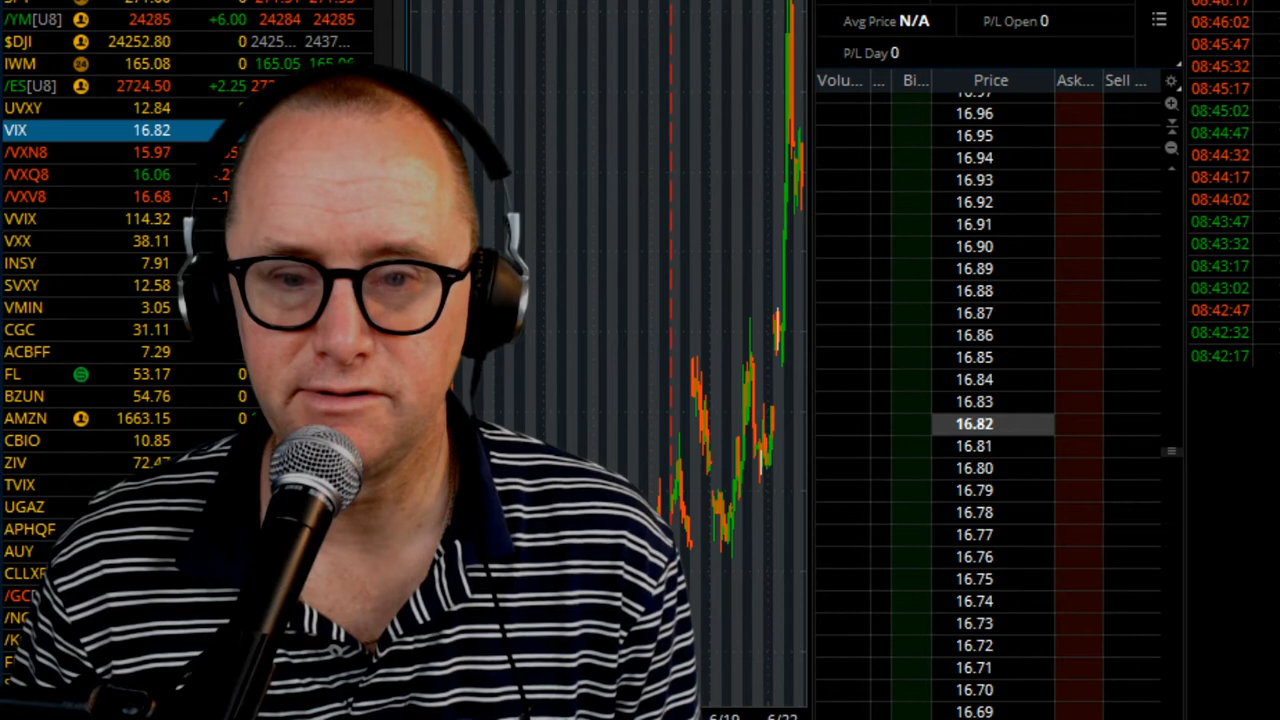 /YM[U8] 24285 +6.00 24284 24285
$DJI 24252.80 0 2425... 2437...
IWM 24 165.08 0 165.05
/ES[U8] 2724.50 +2.25
UVXY 12.84
VIX 16.82
/VXN8 15.97
/VXQ8 16.06
/VXV8 16.68
VVIX 114.32
VXX 38.11
INSY 7.91
SVXY 12.58
VMIN 3.05
CGC 31.11
ACBFF 7.29
FL 53.17 0
BZUN 54.76
AMZN 1663.15 0
CBIO 10.85
ZIV
TVIX
UGAZ
APHQF
AUY
6/19
Avg Price N/A P/L Open 0
P/L Day 0
Volu... ... Bi... Price Ask... Sell ...
16.96
16.95
16.94
16.93
16.92
16.91
16.90
16.89
16.88
16.87
16.86
16.85
16.84
16.83
16.82
16.81
16.80
16.79
16.78
16.77
16.76
16.75
16.74
16.73
16.72
16.71
16.70
16.69
08:46:02
08:45:47
08:45:32
08:45:17
08:45:02
08:44:47
08:44:32
08:44:17
08:44:02
08:43:47
08:43:32
08:43:17
08:43:02
08:42:47
08:42:32
08:42:17